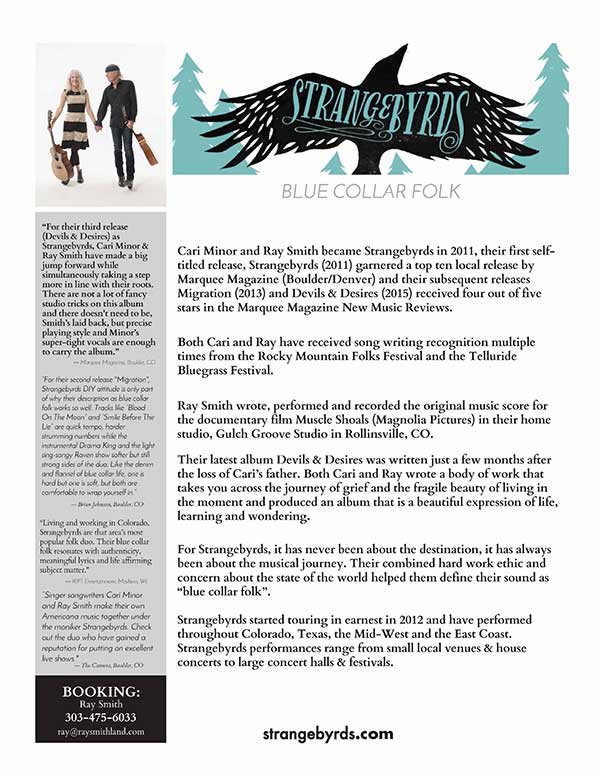 STRANGEBYRDS
BLUE COLLAR FOLK
"For their third release
(Devils & Desires) as
Strangebyrds, Cari Minor &
Ray Smith have made a big
jump forward while
simultaneously taking a step
more in line with their roots.
There are not a lot of fancy
studio tricks on this album
and there doesn't need to be,
Smith's laid back, but precise
playing style and Minor's
super-tight vocals are enough
to carry the album."
— Marquee Magazine, Boulder, CO
"For their second release "Migration",
Strangebyrds DIY attitude is only part
of why their description as blue collar
folk works so well. Tracks like 'Blood
On The Moon' and 'Smile Before The
Lie' are quick tempo, harder
strumming numbers while the
instrumental Drama King and the light
sing-songy Raven show softer but still
strong sides of the duo. Like the denim
and flannel of blue collar life, one is
hard but one is soft, but both are
comfortable to wrap yourself in."
— Brian Johnson, Boulder, CO
"Living and working in Colorado,
Strangebyrds are that area's most
popular folk duo. Their blue collar
folk resonates with authenticity,
meaningful lyrics and life affirming
subject matter."
— WJPT Entertainment, Madison, WI
"Singer songwriters Cari Minor
and Ray Smith make their own
Americana music together under
the moniker Strangebyrds. Check
out the duo who have gained a
reputation for putting on excellent
live shows."
— The Camera, Boulder, CO
BOOKING:
Ray Smith
303-475-6033
ray@raysmithland.com
Cari Minor and Ray Smith became Strangebyrds in 2011, their first self-
titled release, Strangebyrds (2011) garnered a top ten local release by
Marquee Magazine (Boulder/Denver) and their subsequent releases
Migration (2013) and Devils & Desires (2015) received four out of five
stars in the Marquee Magazine New Music Reviews.
Both Cari and Ray have received song writing recognition multiple
times from the Rocky Mountain Folks Festival and the Telluride
Bluegrass Festival.
Ray Smith wrote, performed and recorded the original music score for
the documentary film Muscle Shoals (Magnolia Pictures) in their home
studio, Gulch Groove Studio in Rollinsville, CO.
Their latest album Devils & Desires was written just a few months after
the loss of Cari's father. Both Cari and Ray wrote a body of work that
takes you across the journey of grief and the fragile beauty of living in
the moment and produced an album that is a beautiful expression of life,
learning and wondering.
For Strangebyrds, it has never been about the destination, it has always
been about the musical journey. Their combined hard work ethic and
concern about the state of the world helped them define their sound as
"blue collar folk".
Strangebyrds started touring in earnest in 2012 and have performed
throughout Colorado, Texas, the Mid-West and the East Coast.
Strangebyrds performances range from small local venues & house
concerts to large concert halls & festivals.
strangebyrds.com